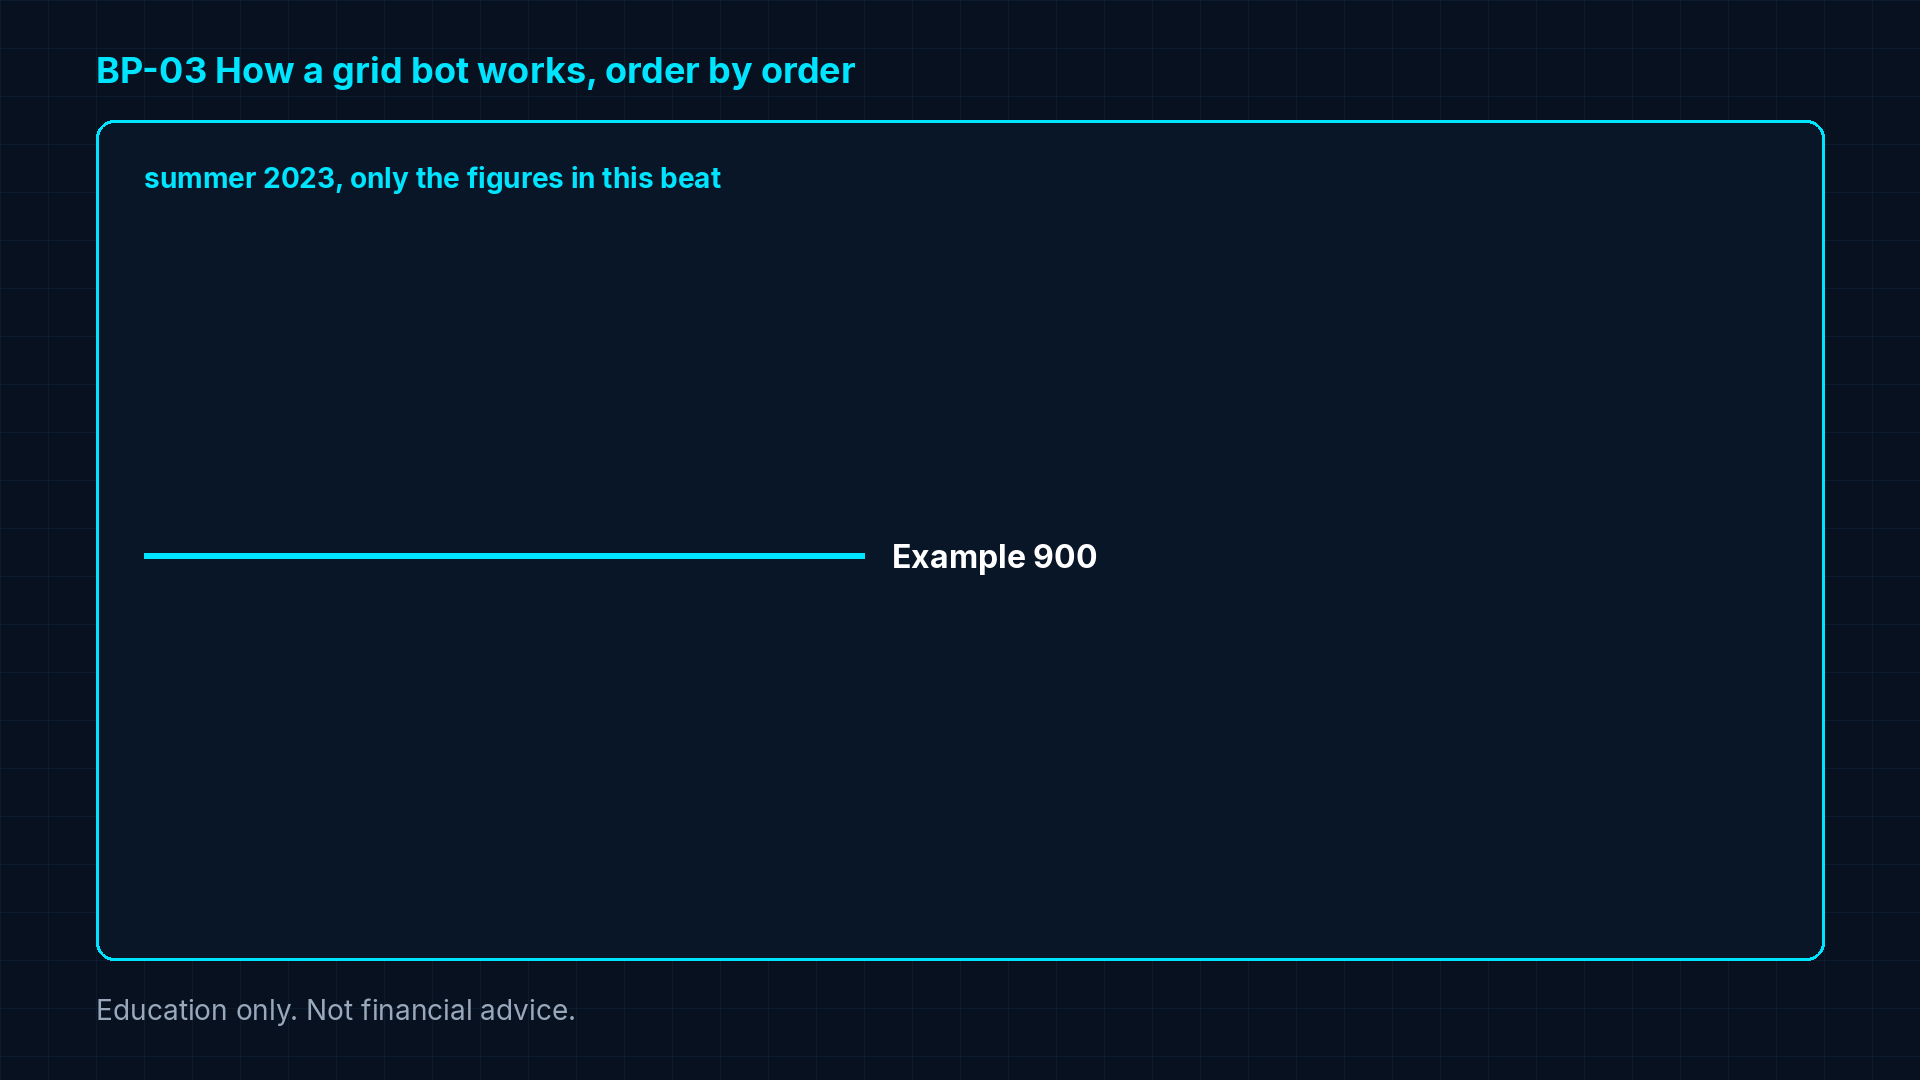 BP-03 How a grid bot works, order by order
summer 2023, only the figures in this beat
Example 900
Education only. Not financial advice.